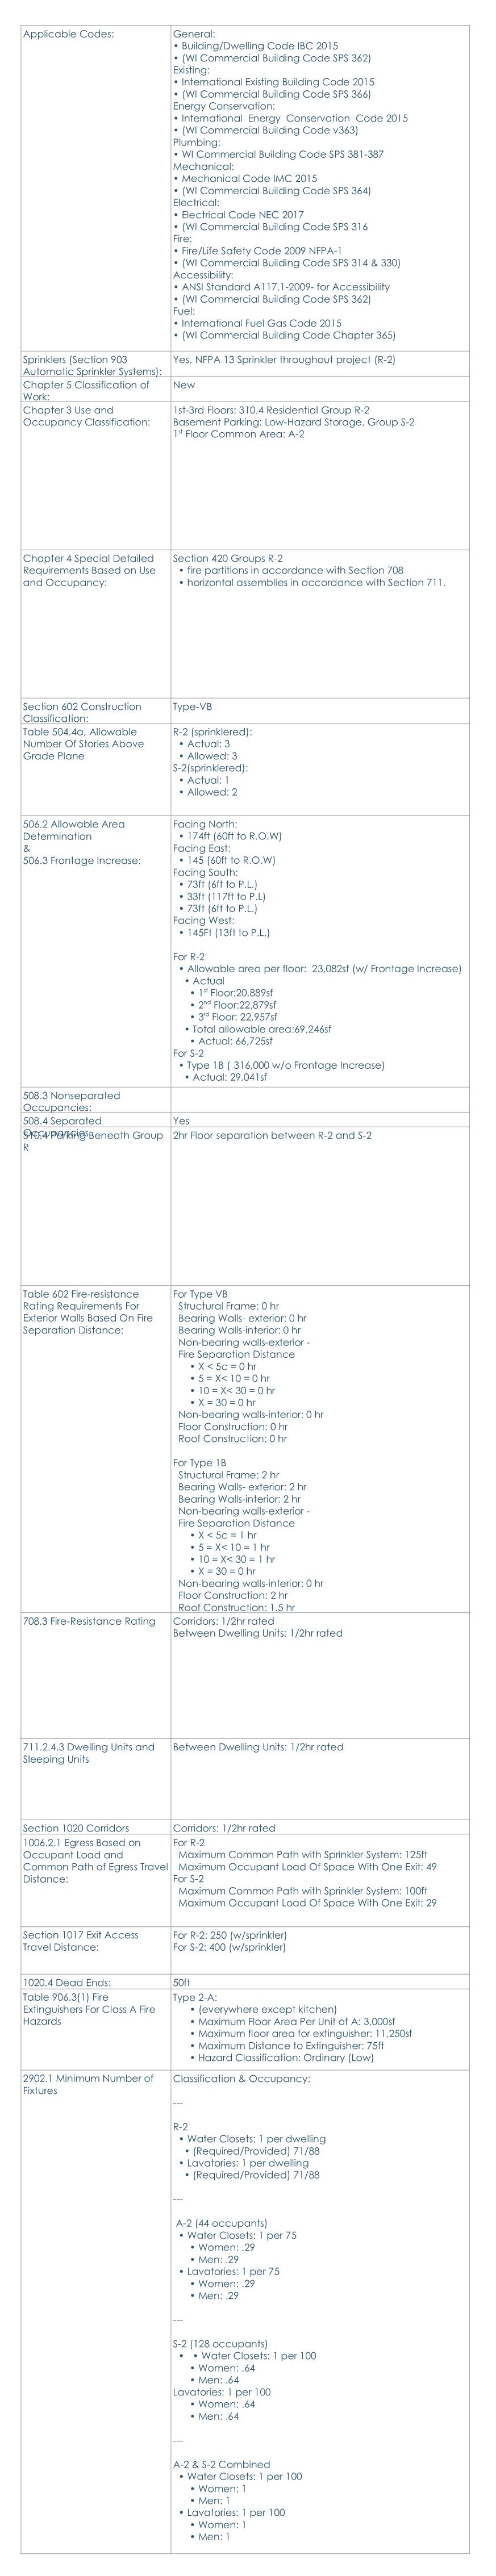 Applicable Codes:
General:
• Building/Dwelling Code IBC 2015
• (WI Commercial Building Code SPS 362)
Existing:
• International Existing Building Code 2015
• (WI Commercial Building Code SPS 366)
Energy Conservation:
• International Energy Conservation Code 2015
• (WI Commercial Building Code v363)
Plumbing:
• WI Commercial Building Code SPS 381-387
Mechanical:
• Mechanical Code IMC 2015
• (WI Commercial Building Code SPS 364)
Electrical:
• Electrical Code NEC 2017
• (WI Commercial Building Code SPS 316
Fire:
• Fire/Life Safety Code 2009 NFPA-1
• (WI Commercial Building Code SPS 314 & 330)
Accessibility:
• ANSI Standard A117.1-2009- for Accessibility
• (WI Commercial Building Code SPS 362)
Fuel:
• International Fuel Gas Code 2015
• (WI Commercial Building Code Chapter 365)
Sprinklers (Section 903
Automatic Sprinkler Systems):
Yes, NFPA 13 Sprinkler throughout project (R-2)
Chapter 5 Classification of
Work:
New
Chapter 3 Use and
Occupancy Classification:
1st-3rd Floors: 310.4 Residential Group R-2
Basement Parking: Low-Hazard Storage, Group S-2
1st Floor Common Area: A-2
Chapter 4 Special Detailed
Requirements Based on Use
and Occupancy:
Section 420 Groups R-2
• fire partitions in accordance with Section 708
• horizontal assemblies in accordance with Section 711.
Section 602 Construction
Classification:
Type-VB
Table 504.4a, Allowable
Number Of Stories Above
Grade Plane
R-2 (sprinklered):
• Actual: 3
• Allowed: 3
S-2(sprinklered):
• Actual: 1
• Allowed: 2
506.2 Allowable Area
Determination
&
506.3 Frontage Increase:
Facing North:
• 174ft (60ft to R.O.W)
Facing East:
• 145 (60ft to R.O.W)
Facing South:
• 73ft (6ft to P.L.)
• 33ft (117ft to P.L)
• 73ft (6ft to P.L.)
Facing West:
• 145Ft (13ft to P.L.)
For R-2
• Allowable area per floor: 23,082sf (w/ Frontage Increase)
• Actual
• 1st Floor:20,889sf
• 2nd Floor:22,879sf
• 3rd Floor: 22,957sf
• Total allowable area:69,246sf
• Actual: 66,725sf
For S-2
• Type 1B ( 316,000 w/o Frontage Increase)
• Actual: 29,041sf
508.3 Nonseparated
Occupancies:
508.4 Separated
Occupancies:
Yes
510.4 Parking Beneath Group
R
2hr Floor separation between R-2 and S-2
Table 602 Fire-resistance
Rating Requirements For
Exterior Walls Based On Fire
Separation Distance:
For Type VB
Structural Frame: 0 hr
Bearing Walls- exterior: 0 hr
Bearing Walls-interior: 0 hr
Non-bearing walls-exterior -
Fire Separation Distance
• X < 5c = 0 hr
• 5 = X< 10 = 0 hr
• 10 = X< 30 = 0 hr
• X = 30 = 0 hr
Non-bearing walls-interior: 0 hr
Floor Construction: 0 hr
Roof Construction: 0 hr
For Type 1B
Structural Frame: 2 hr
Bearing Walls- exterior: 2 hr
Bearing Walls-interior: 2 hr
Non-bearing walls-exterior -
Fire Separation Distance
• X < 5c = 1 hr
• 5 = X< 10 = 1 hr
• 10 = X< 30 = 1 hr
• X = 30 = 0 hr
Non-bearing walls-interior: 0 hr
Floor Construction: 2 hr
Roof Construction: 1.5 hr
708.3 Fire-Resistance Rating
Corridors: 1/2hr rated
Between Dwelling Units: 1/2hr rated
711.2.4.3 Dwelling Units and
Sleeping Units
Between Dwelling Units: 1/2hr rated
Section 1020 Corridors
Corridors: 1/2hr rated
1006.2.1 Egress Based on
Occupant Load and
Common Path of Egress Travel
Distance:
For R-2
Maximum Common Path with Sprinkler System: 125ft
Maximum Occupant Load Of Space With One Exit: 49
For S-2
Maximum Common Path with Sprinkler System: 100ft
Maximum Occupant Load Of Space With One Exit: 29
Section 1017 Exit Access
Travel Distance:
For R-2: 250 (w/sprinkler)
For S-2: 400 (w/sprinkler)
1020.4 Dead Ends:
50ft
Table 906.3(1) Fire
Extinguishers For Class A Fire
Hazards
Type 2-A:
• (everywhere except kitchen)
• Maximum Floor Area Per Unit of A: 3,000sf
• Maximum floor area for extinguisher: 11,250sf
• Maximum Distance to Extinguisher: 75ft
• Hazard Classification: Ordinary (Low)
2902.1 Minimum Number of
Fixtures
Classification & Occupancy:
---
R-2
• Water Closets: 1 per dwelling
• (Required/Provided) 71/88
• Lavatories: 1 per dwelling
• (Required/Provided) 71/88
---
A-2 (44 occupants)
• Water Closets: 1 per 75
• Women: .29
• Men: .29
• Lavatories: 1 per 75
• Women: .29
• Men: .29
---
S-2 (128 occupants)
• • Water Closets: 1 per 100
• Women: .64
• Men: .64
Lavatories: 1 per 100
• Women: .64
• Men: .64
---
A-2 & S-2 Combined
• Water Closets: 1 per 100
• Women: 1
• Men: 1
• Lavatories: 1 per 100
• Women: 1
• Men: 1